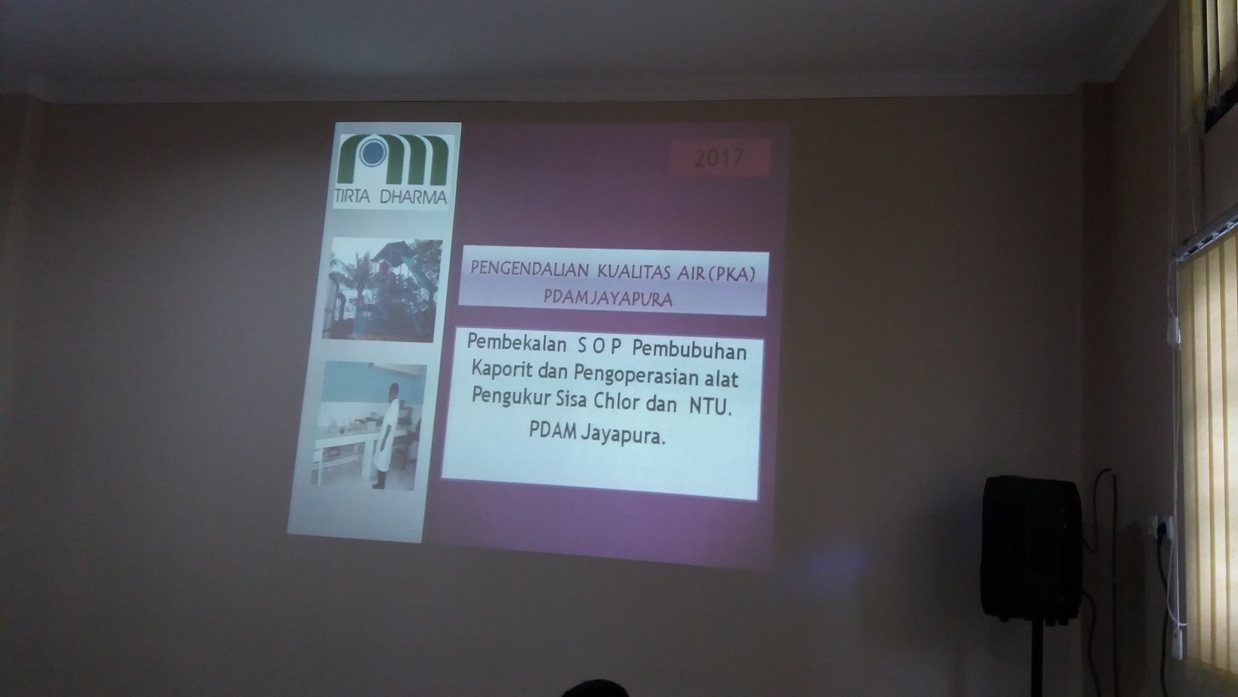 TIRTA DHARMA
2017
PENGENDALIAN KUALITAS AIR (PKA)
PDAM JAYAPURA
Pembekalan S O P Pembubuhan
Kaporit dan Pengoperasian alat
Pengukur Sisa Chlor dan NTU.
PDAM Jayapura.